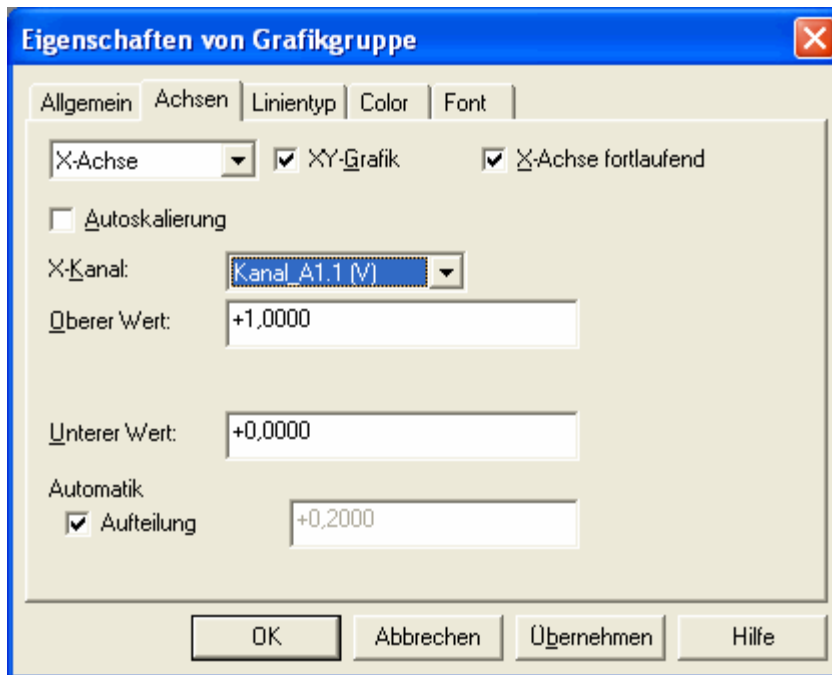 Eigenschaften von Grafikgruppe
Allgemein Achsen Linientyp Color Font
X-Achse XY-Grafik X-Achse fortlaufend
Autoskalierung
X-Kanal: Kanal_A1.1 (V)
Oberer Wert: +1,0000
Unterer Wert: +0,0000
Automatik
Aufteilung +0,2000
OK Abbrechen Übernehmen Hilfe